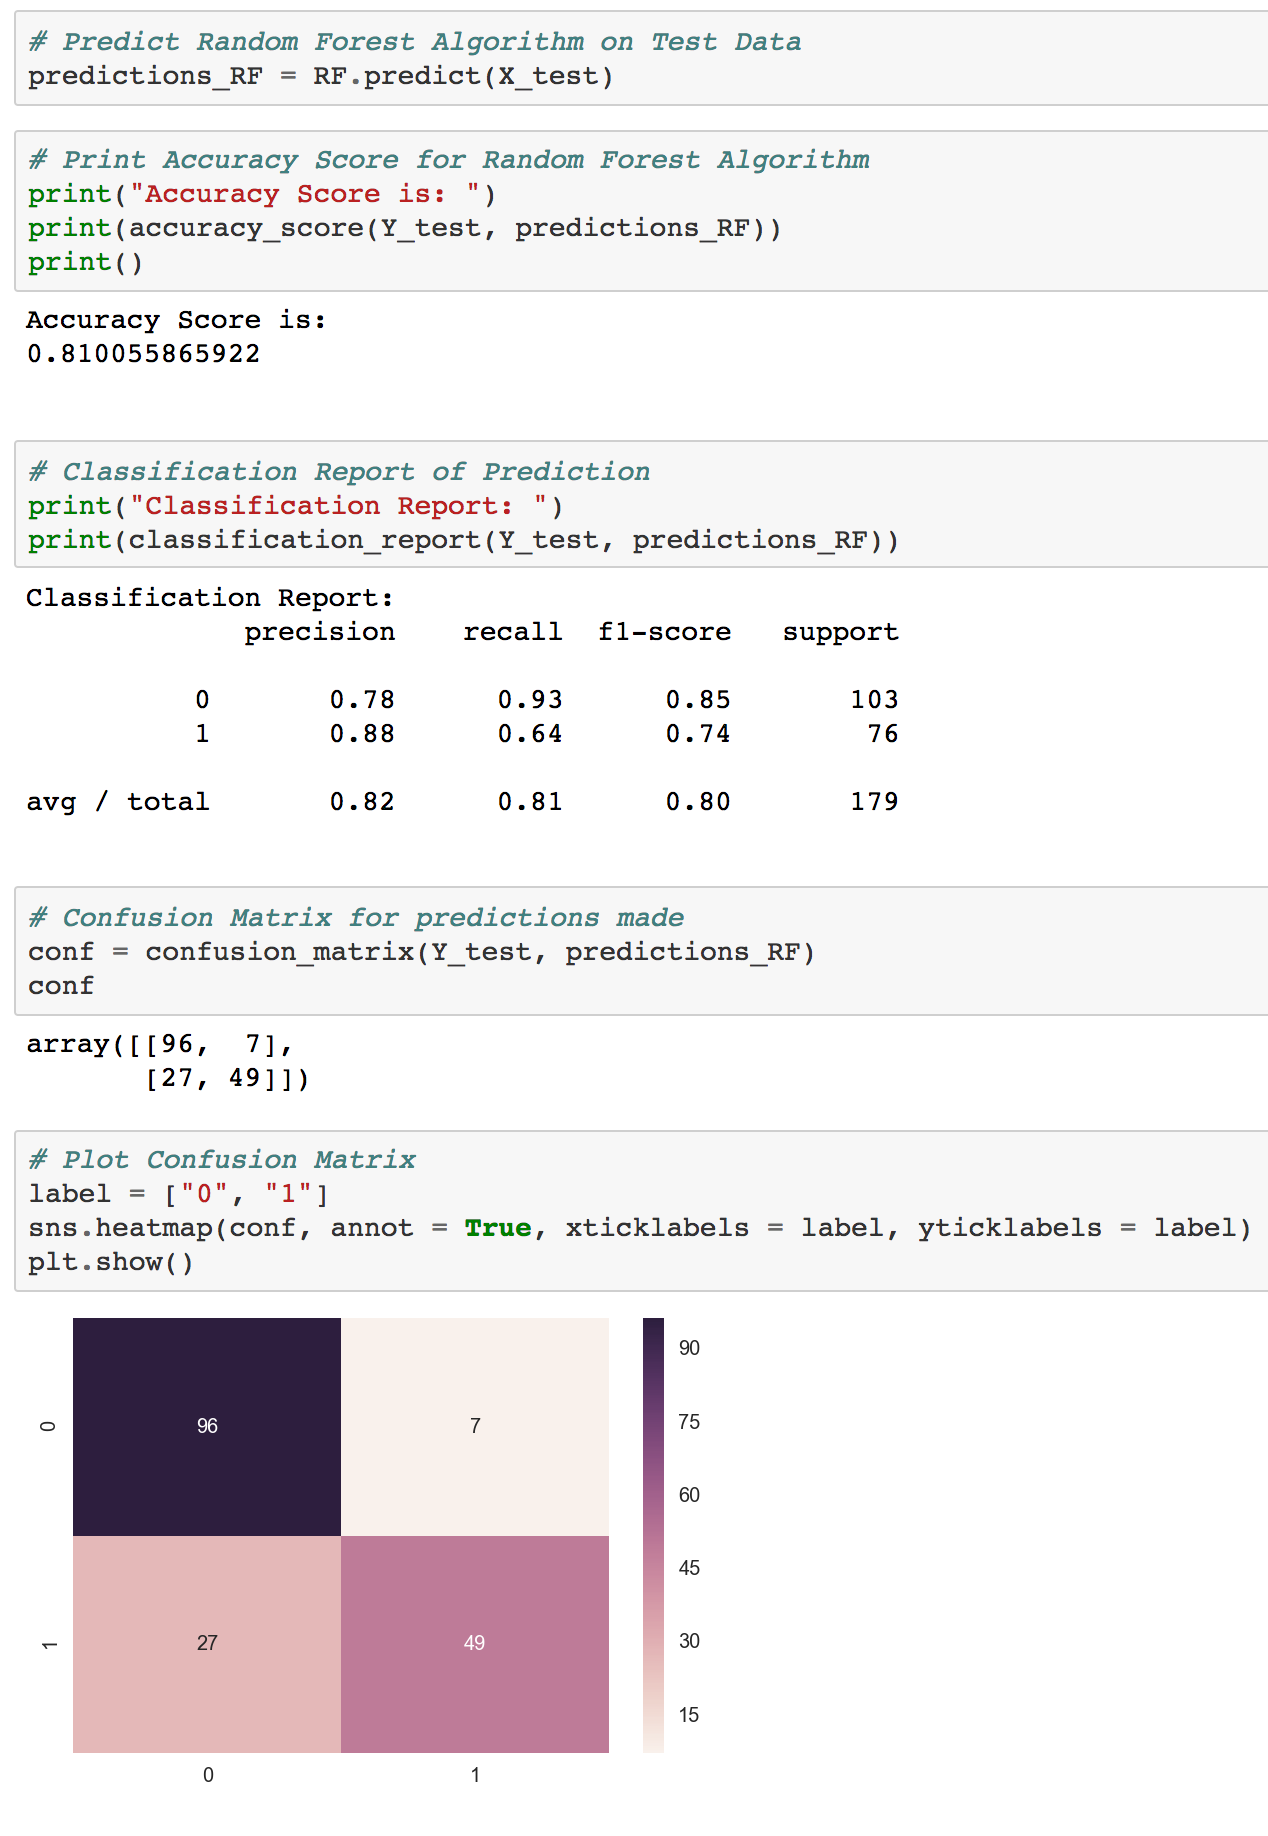 # Predict Random Forest Algorithm on Test Data
predictions_RF = RF.predict(X_test)
# Print Accuracy Score for Random Forest Algorithm
print("Accuracy Score is: ")
print(accuracy_score(Y_test, predictions_RF))
print()
Accuracy Score is:
0.810055865922
# Classification Report of Prediction
print("Classification Report: ")
print(classification_report(Y_test, predictions_RF))
Classification Report:
precision recall f1-score support
0 0.78 0.93 0.85 103
1 0.88 0.64 0.74 76
avg / total 0.82 0.81 0.80 179
# Confusion Matrix for predictions made
conf = confusion_matrix(Y_test, predictions_RF)
conf
array([[96,  7],
[27, 49]])
# Plot Confusion Matrix
label = ["0", "1"]
sns.heatmap(conf, annot = True, xticklabels = label, yticklabels = label)
plt.show()
90
0 96 7
75
60
45
1 27 49
30
15
0 1